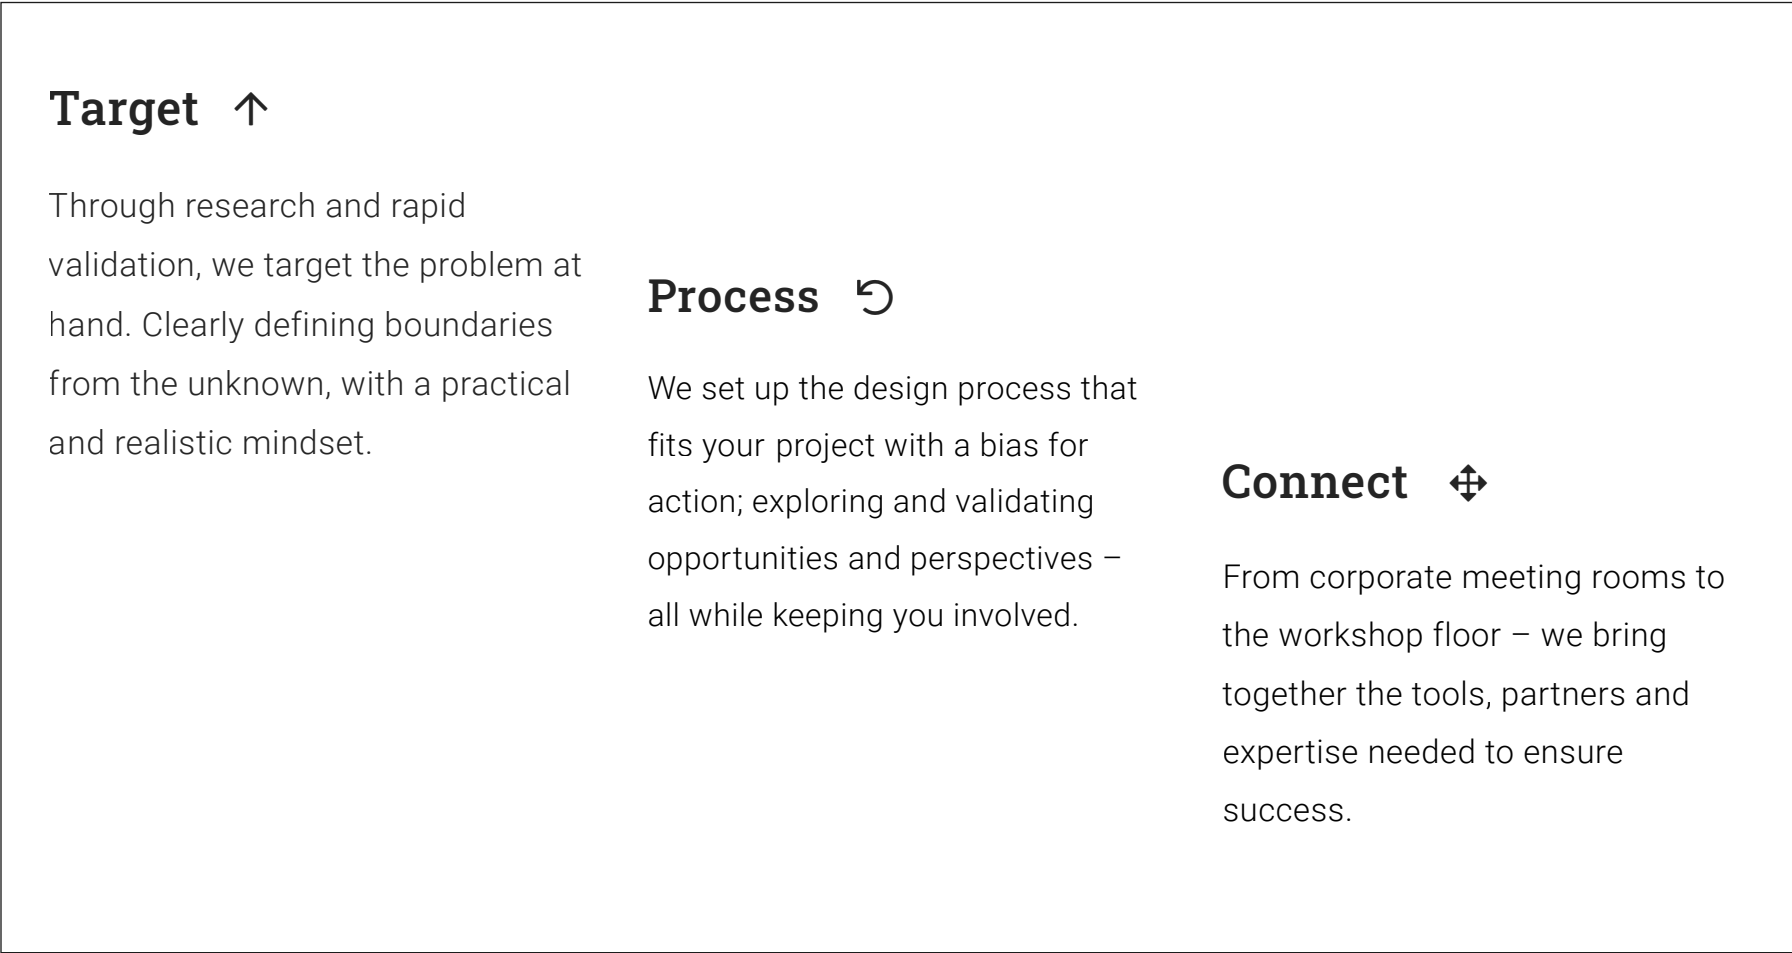 Target
Through research and rapid
validation, we target the problem at
hand. Clearly defining boundaries
from the unknown, with a practical
and realistic mindset.
Process
We set up the design process that
fits your project with a bias for
action; exploring and validating
opportunities and perspectives –
all while keeping you involved.
Connect
From corporate meeting rooms to
the workshop floor – we bring
together the tools, partners and
expertise needed to ensure
success.